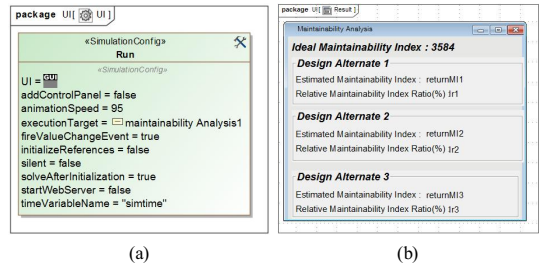 package UI[ UI ]
«SimulationConfig»
Run
«SimulationConfig»
UI = GUI
addControlPanel = false
animationSpeed = 95
executionTarget = maintainability Analysis1
fireValueChangeEvent = true
initializeReferences = false
silent = false
solveAfterInitialization = true
startWebServer = false
timeVariableName = "simtime"
(a)
package UI[ Result ]
Maintainability Analysis
Ideal Maintainability Index : 3584
Design Alternate 1
Estimated Maintainability Index : returnMI1
Relative Maintainability Index Ratio(%) :r1
Design Alternate 2
Estimated Maintainability Index : returnMI2
Relative Maintainability Index Ratio(%) :r2
Design Alternate 3
Estimated Maintainability Index : returnMI3
Relative Maintainability Index Ratio(%) :r3
(b)